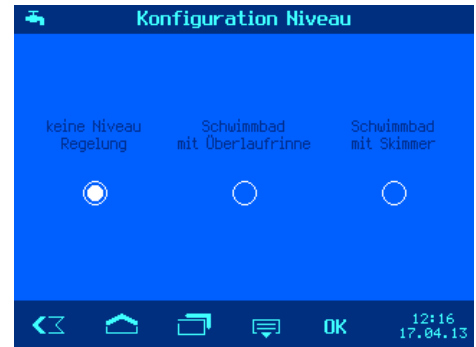 Konfiguration Niveau
keine Niveau
Regelung
Schwimmbad
mit Überlaufrinne
Schwimmbad
mit Skimmer
OK
12:16
17.04.13